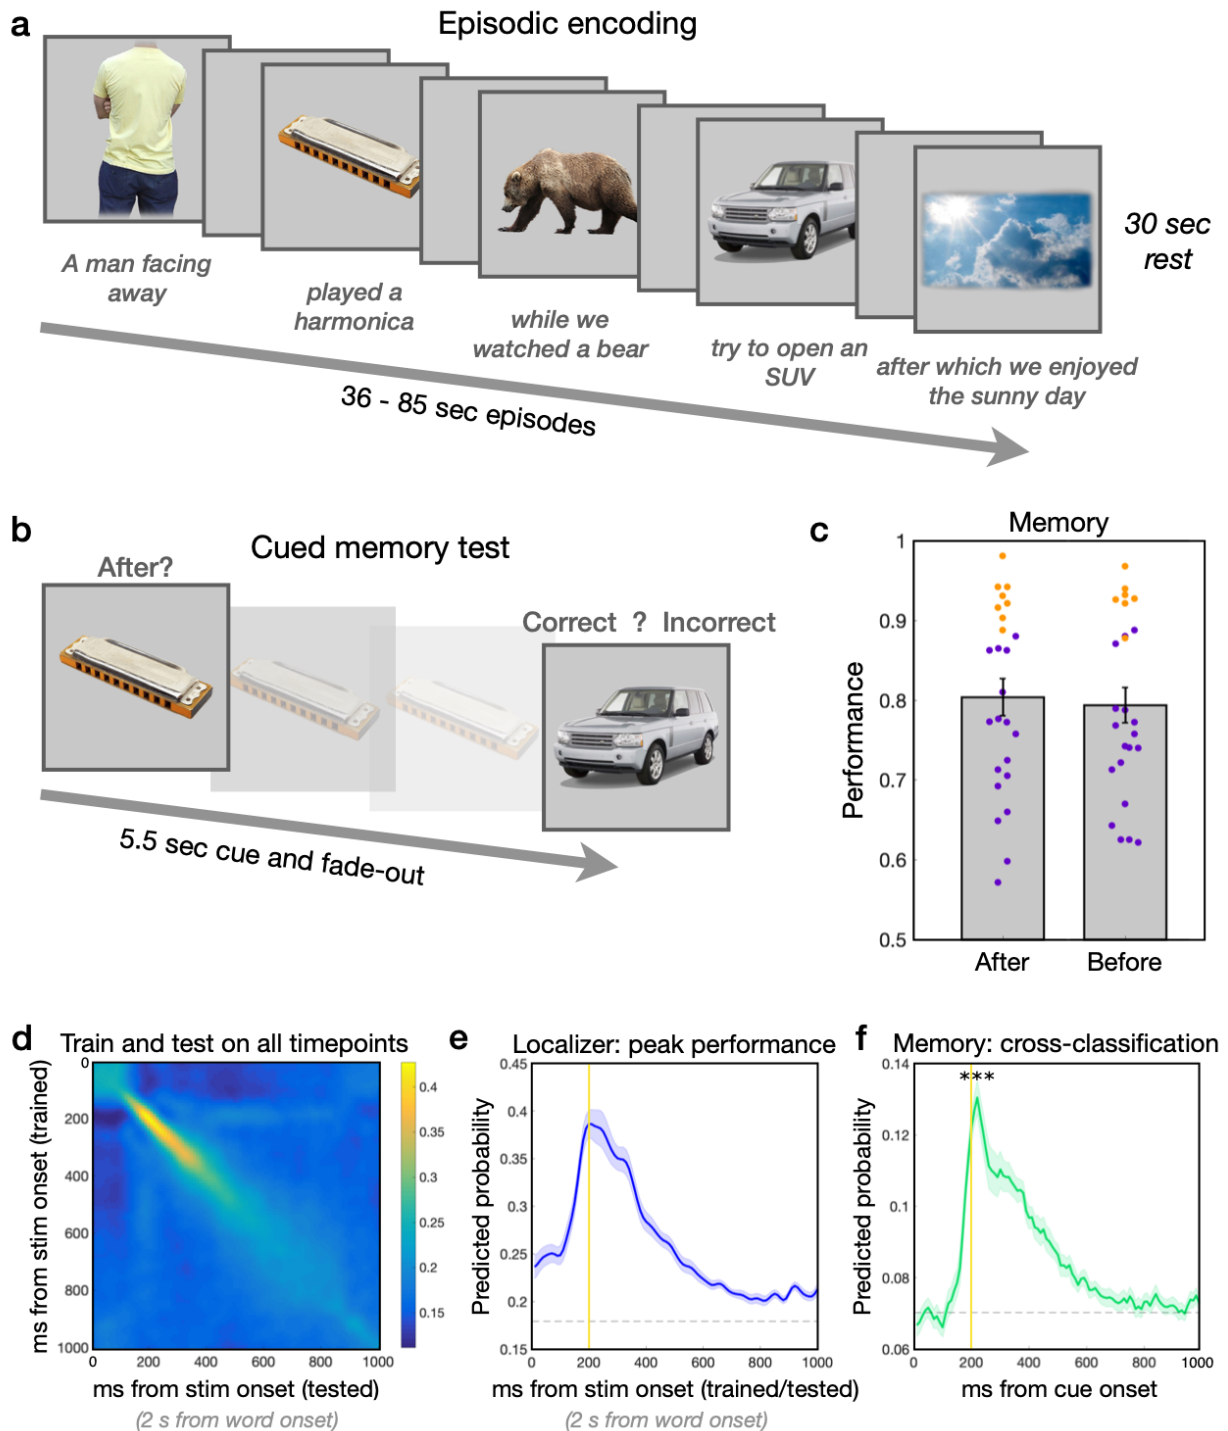 a
Episodic encoding
A man facing
away
played a
harmonica
while we
watched a bear
try to open an
SUV
after which we enjoyed
the sunny day
30 sec
rest
36 - 85 sec episodes
b
Cued memory test
After?
Correct ? Incorrect
5.5 sec cue and fade-out
c
Memory
Performance
1
0.9
0.8
0.7
0.6
0.5
After
Before
d
Train and test on all timepoints
ms from stim onset (trained)
0
200
400
600
800
1000
0
200
400
600
800
1000
0.4
0.35
0.3
0.25
0.2
0.15
ms from stim onset (tested)
(2 s from word onset)
e
Localizer: peak performance
Predicted probability
0.45
0.4
0.35
0.3
0.25
0.2
0.15
0
200
400
600
800
1000
ms from stim onset (trained/tested)
(2 s from word onset)
f
Memory: cross-classification
Predicted probability
0.14
0.12
0.1
0.08
0.06
***
0
200
400
600
800
1000
ms from cue onset